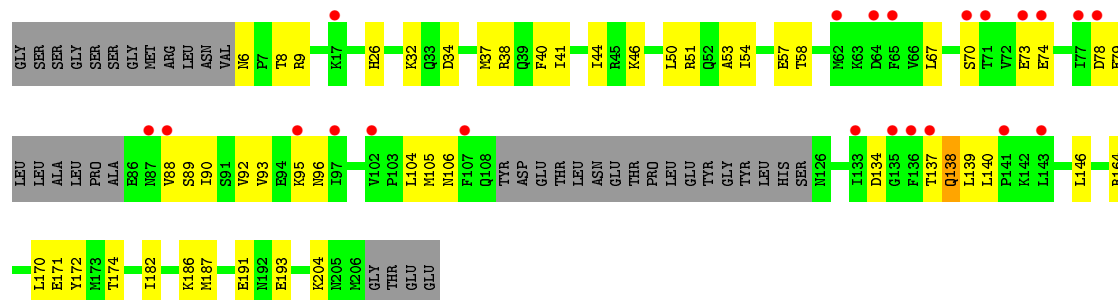 GLY SER SER GLY SER SER GLY MET ARG LEU ASN VAL N6 P7 T8 R9 K17 H26 K32 Q33 D34 M37 R38 Q39 F40 I41 I44 R45 K46 L50 R51 Q52 A53 I54 E57 T58 M62 K63 D64 F65 V66 L67 S70 T71 V72 E73 E74 I77 D78 E79
LEU LEU ALA LEU PRO ALA E86 N87 V88 S89 I90 S91 V92 V93 E94 K95 N96 I97 V102 P103 L104 M105 N106 F107 Q108 TYR ASP GLU THR LEU ASN GLU THR PRO LEU GLU TYR GLY TYR LEU HIS SER N126 I133 D134 G135 F136 T137 Q138 L139 L140 P141 K142 L143 L146 R164
L170 E171 Y172 M173 T174 I182 K186 M187 E191 N192 E193 K204 N205 M206 GLY THR GLU GLU